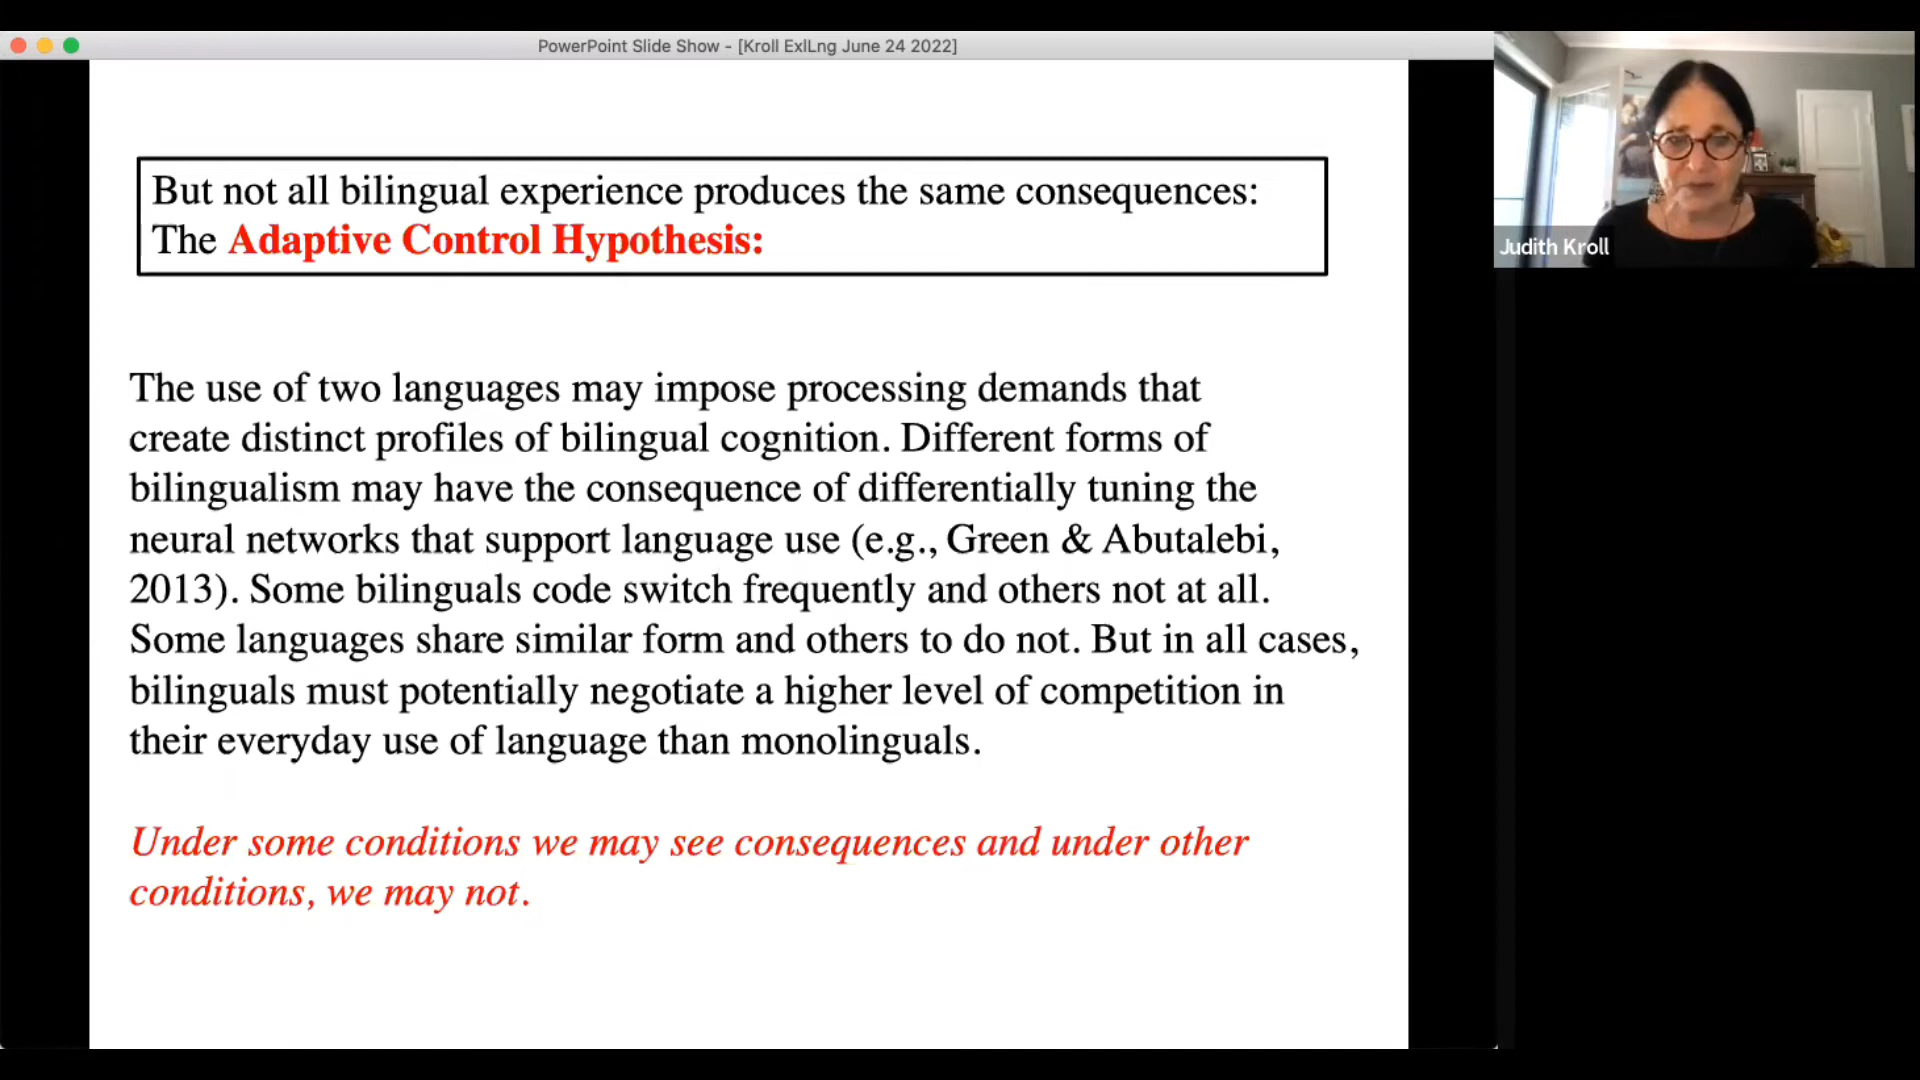 PowerPoint Slide Show - [Kroll ExlLng June 24 2022]
But not all bilingual experience produces the same consequences:
The Adaptive Control Hypothesis:
The use of two languages may impose processing demands that
create distinct profiles of bilingual cognition. Different forms of
bilingualism may have the consequence of differentially tuning the
neural networks that support language use (e.g., Green & Abutalebi,
2013). Some bilinguals code switch frequently and others not at all.
Some languages share similar form and others to do not. But in all cases,
bilinguals must potentially negotiate a higher level of competition in
their everyday use of language than monolinguals.
Under some conditions we may see consequences and under other
conditions, we may not.
Judith Kroll